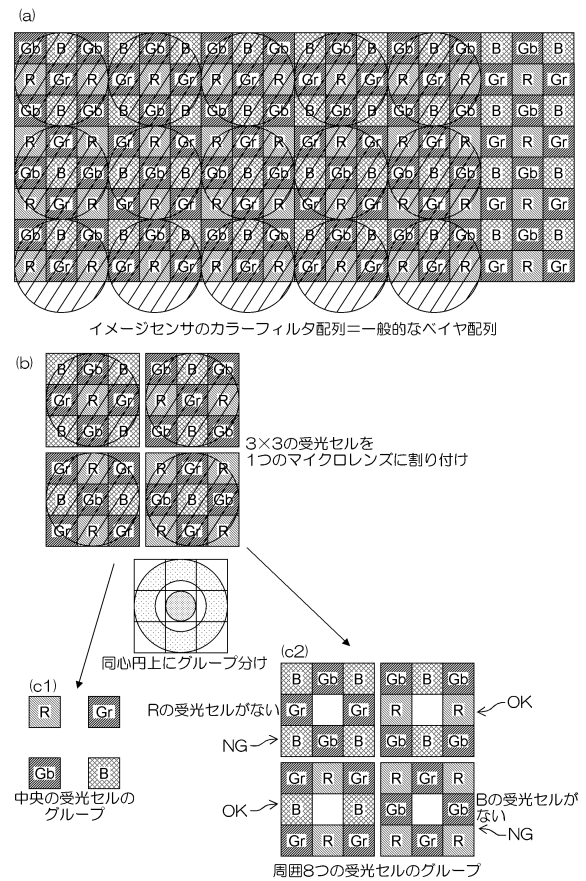 (a)
Gb B Gb B Gb B Gb B Gb B Gb B Gb B Gb B Gb B
R Gr R Gr R Gr R Gr R Gr R Gr R Gr R Gr R Gr
Gb B Gb B Gb B Gb B Gb B Gb B Gb B Gb B Gb B
R Gr R Gr R Gr R Gr R Gr R Gr R Gr R Gr R Gr
Gb B Gb B Gb B Gb B Gb B Gb B Gb B Gb B Gb B
R Gr R Gr R Gr R Gr R Gr R Gr R Gr R Gr R Gr
Gb B Gb B Gb B Gb B Gb B Gb B Gb B Gb B Gb B
R Gr R Gr R Gr R Gr R Gr R Gr R Gr R Gr R Gr
イメージセンサのカラーフィルタ配列=一般的なベイヤ配列
(b)
B Gb B Gb B Gb
Gr R Gr R Gr R
B Gb B Gb B Gb
Gr R Gr R Gr R
B Gb B Gb B Gb
Gr R Gr R Gr R
3×3の受光セルを
1つのマイクロレンズに割り付け
同心円上にグループ分け
(c1)
R Gr
Gb B
中央の受光セルの
グループ
(c2)
B Gb B Gb B Gb
Gr Gr R R
B Gb B Gb B Gb
Rの受光セルがない
NG
OK
Gr R Gr R Gr R
B B Gb Gb
Gr R Gr R Gr R
OK
Bの受光セルが
ない
NG
周囲8つの受光セルのグループ